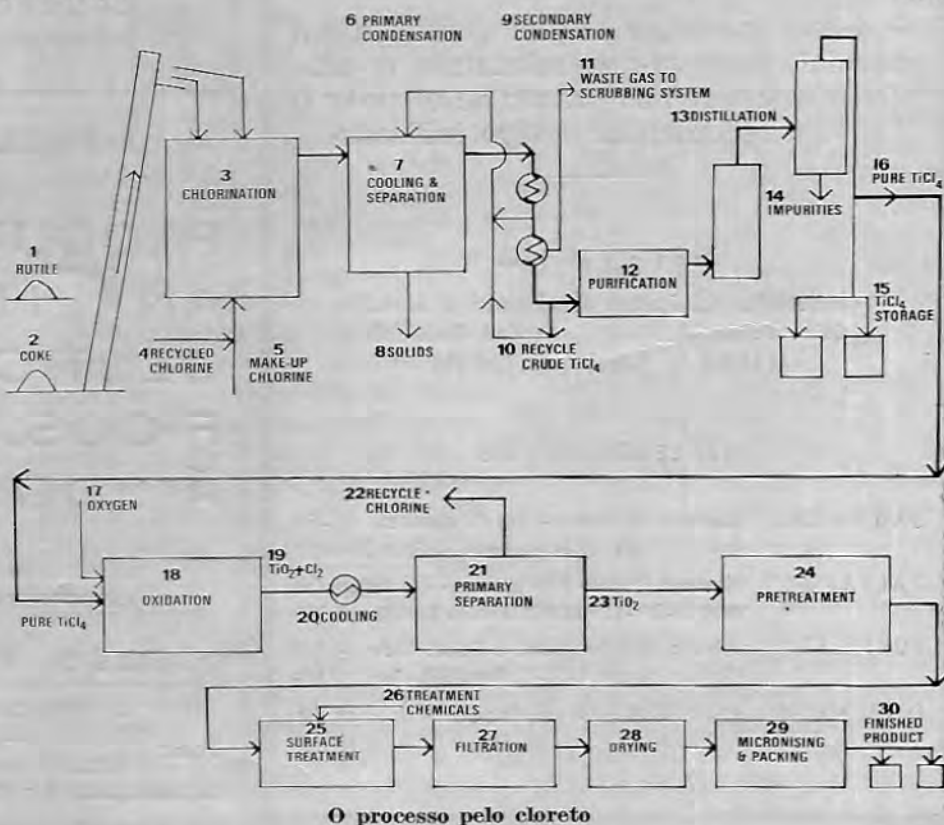 6 PRIMARY
CONDENSATION
9 SECONDARY
CONDENSATION
11
WASTE GAS TO
SCRUBBING SYSTEM
13 DISTILLATION
3
CHLORINATION
7
COOLING &
SEPARATION
16
PURE TiCl4
14
IMPURITIES
1
RUTILE
12
PURIFICATION
15
TiCl4
STORAGE
2
COKE
4 RECYCLED
CHLORINE
5
MAKE-UP
CHLORINE
8 SOLIDS
10 RECYCLE
CRUDE TiCl4
17
OXYGEN
22 RECYCLE -
CHLORINE
18
OXIDATION
19
TiO2+Cl2
21
PRIMARY
SEPARATION
24
PRETREATMENT
PURE TiCl4
20 COOLING
23 TiO2
26 TREATMENT
CHEMICALS
25
SURFACE
TREATMENT
27
FILTRATION
28
DRYING
29
MICRONISING
& PACKING
30
FINISHED
PRODUCT
O processo pelo cloreto